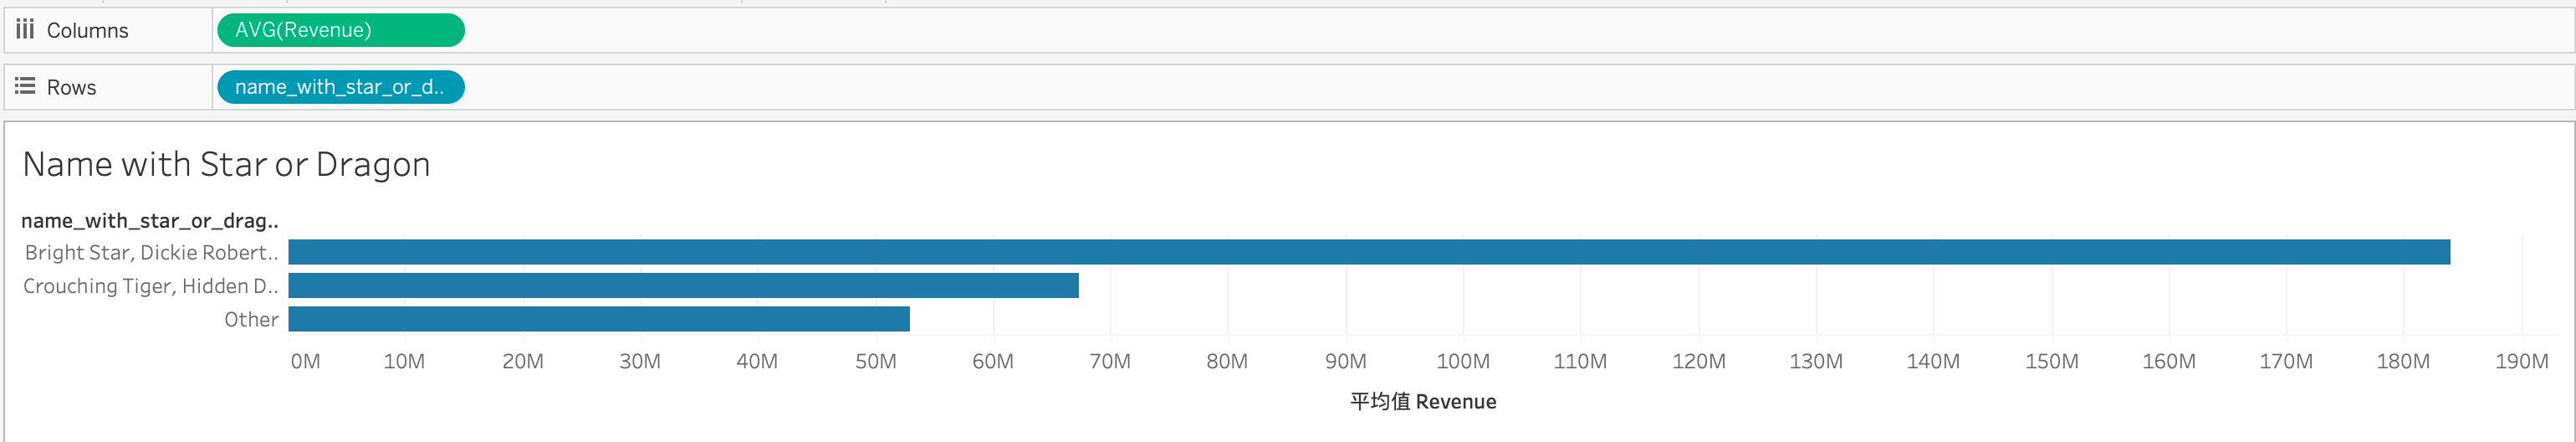 Columns
AVG(Revenue)
Rows
name_with_star_or_d..
Name with Star or Dragon
name_with_star_or_drag..
Bright Star, Dickie Robert..
Crouching Tiger, Hidden D..
Other
0M 10M 20M 30M 40M 50M 60M 70M 80M 90M 100M 110M 120M 130M 140M 150M 160M 170M 180M 190M
平均值 Revenue